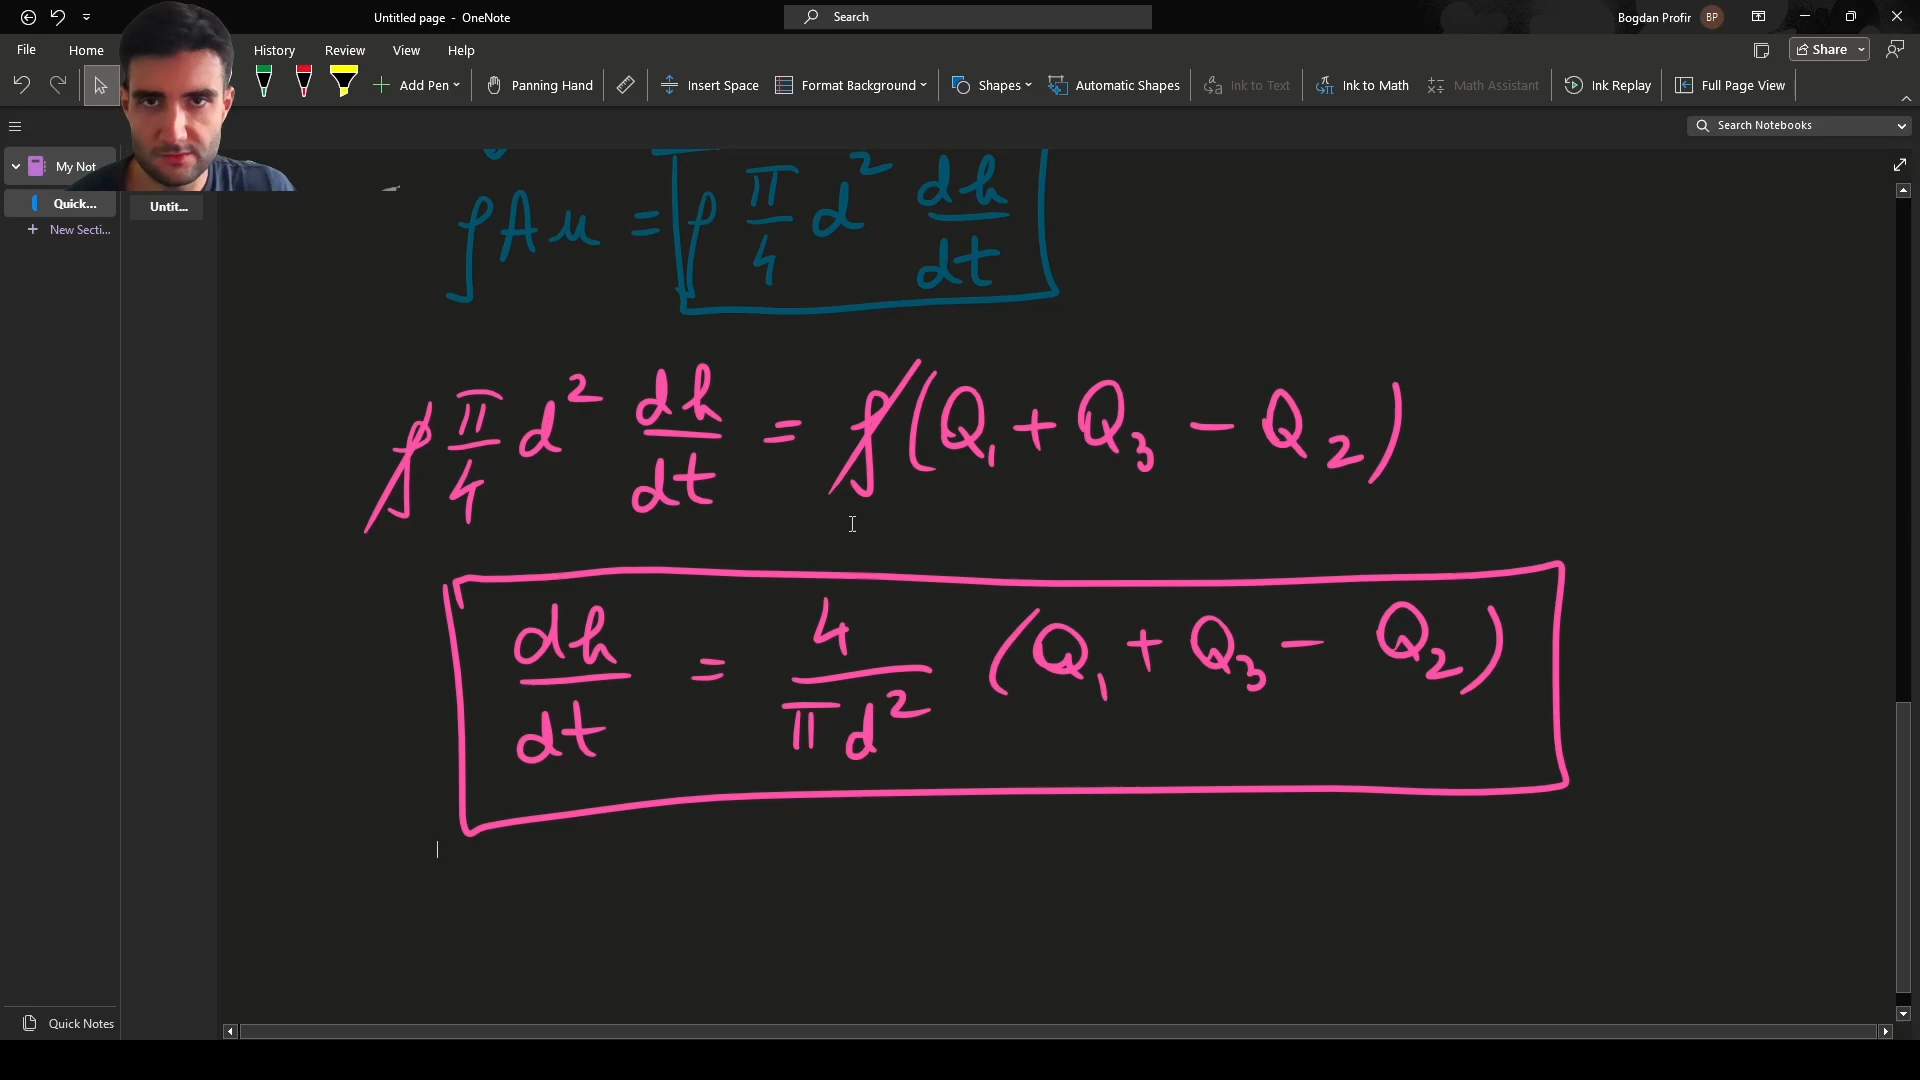 Untitled page - OneNote
Search
Bogdan Profir BP
File Home History Review View Help
Share
Add Pen Panning Hand Insert Space Format Background Shapes Automatic Shapes Ink to Text Ink to Math Math Assistant Ink Replay Full Page View
Search Notebooks
My Not
Quick... Untit...
+ New Secti...
ρAu = ρ π/4 d² dh/dt
ρ π/4 d² dh/dt = ρ(Q₁ + Q₃ − Q₂)
dh/dt = 4/πd² (Q₁ + Q₃ − Q₂)
Quick Notes